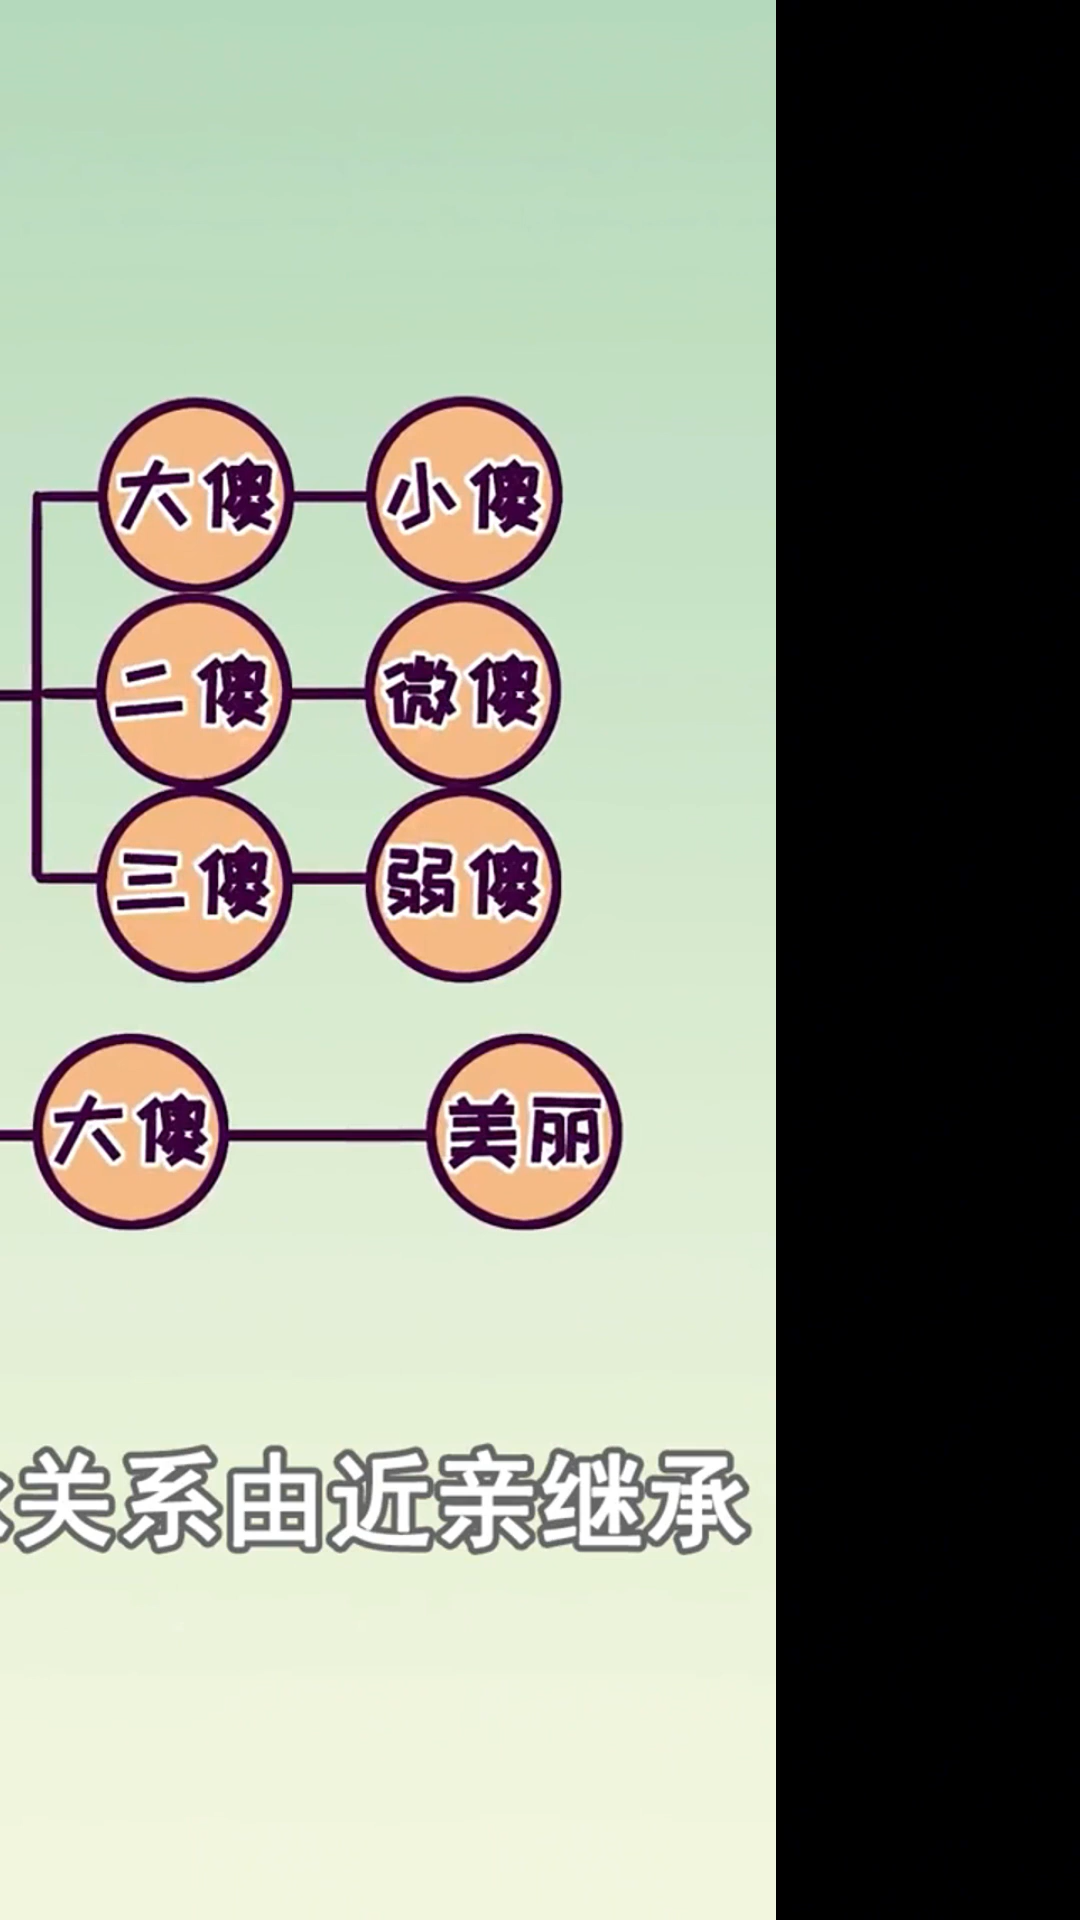 大傻 小傻
二傻 微傻
三傻 弱傻
大傻 美丽
关系由近亲继承